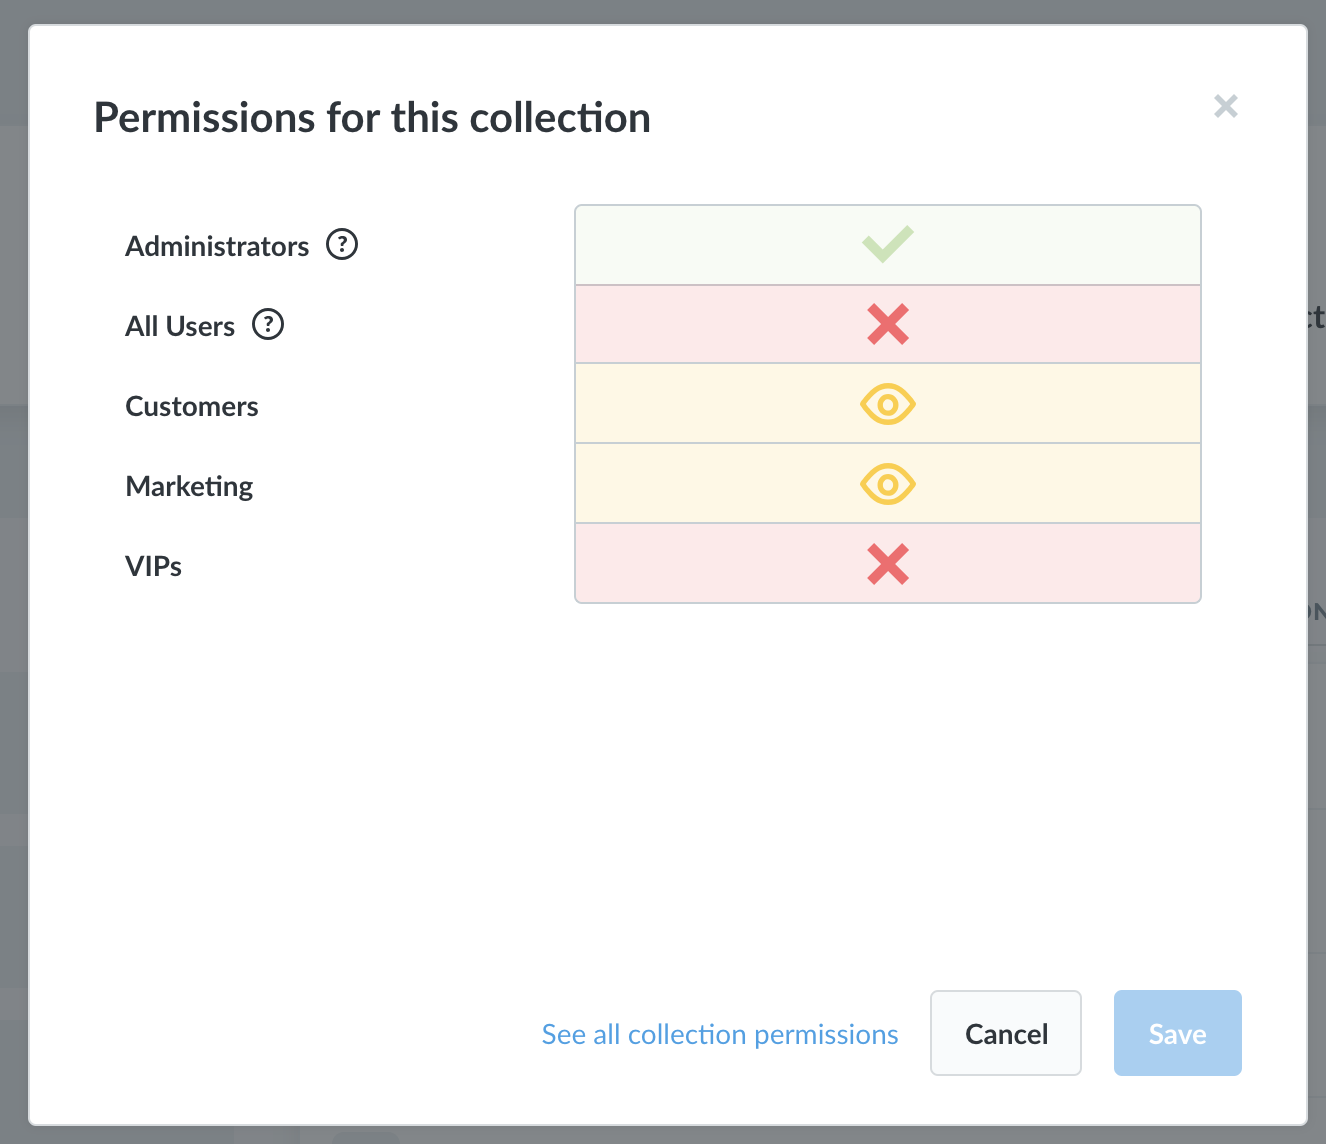 Permissions for this collection
Administrators ?
All Users ?
Customers
Marketing
VIPs
See all collection permissions
Cancel
Save